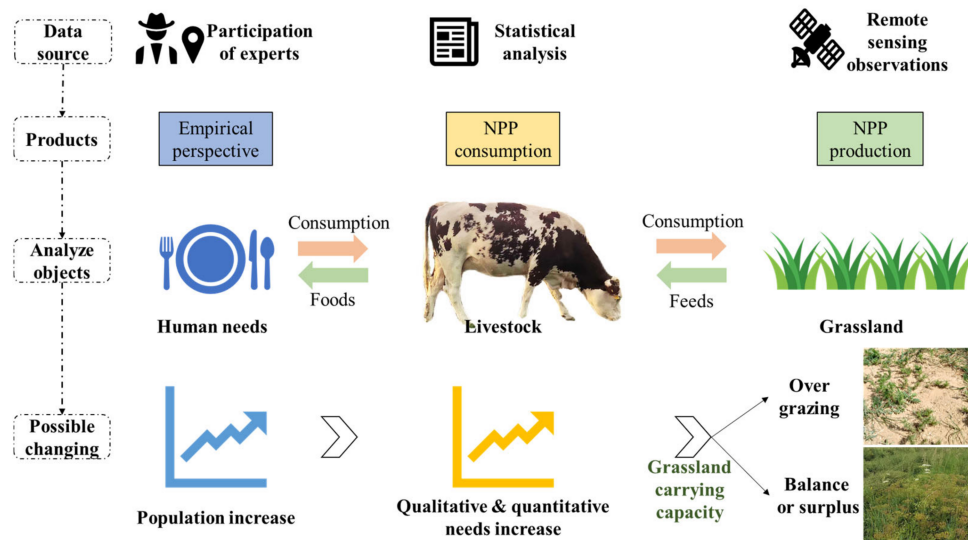 Data
source
Participation
of experts
Statistical
analysis
Remote
sensing
observations
Products
Empirical
perspective
NPP
consumption
NPP
production
Analyze
objects
Consumption
Foods
Consumption
Feeds
Human needs
Livestock
Grassland
Possible
changing
Population increase
Qualitative & quantitative
needs increase
Grassland
carrying
capacity
Over
grazing
Balance
or surplus